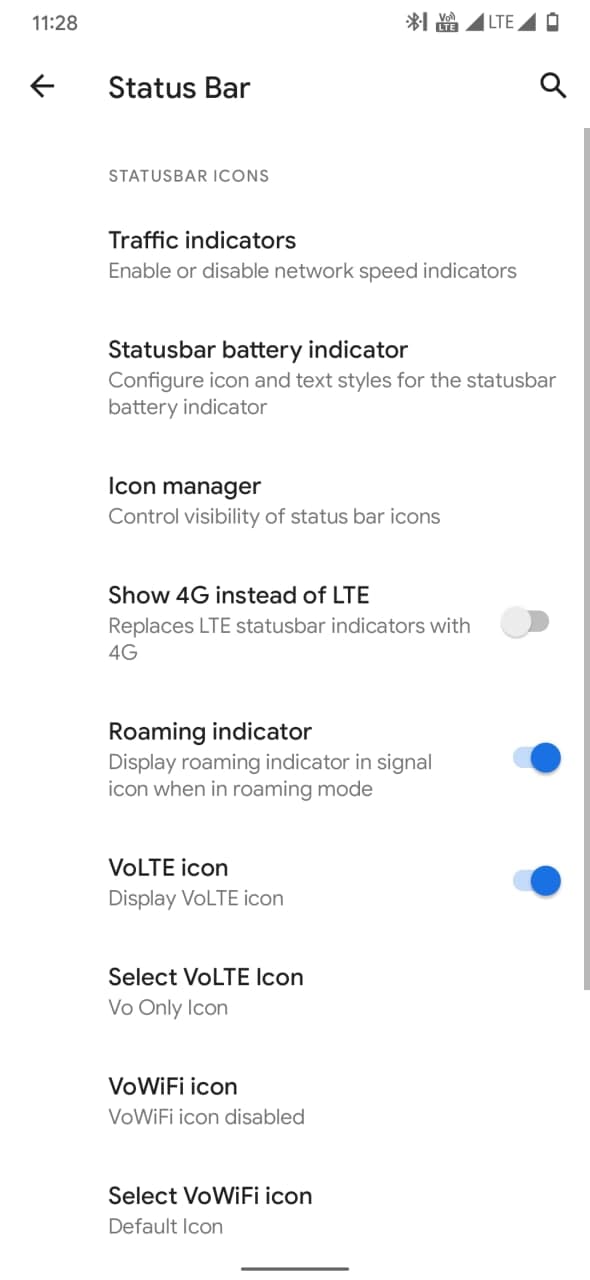 11:28
Vo)) LTE
LTE
Status Bar
STATUSBAR ICONS
Traffic indicators
Enable or disable network speed indicators
Statusbar battery indicator
Configure icon and text styles for the statusbar
battery indicator
Icon manager
Control visibility of status bar icons
Show 4G instead of LTE
Replaces LTE statusbar indicators with
4G
Roaming indicator
Display roaming indicator in signal
icon when in roaming mode
VoLTE icon
Display VoLTE icon
Select VoLTE Icon
Vo Only Icon
VoWiFi icon
VoWiFi icon disabled
Select VoWiFi icon
Default Icon